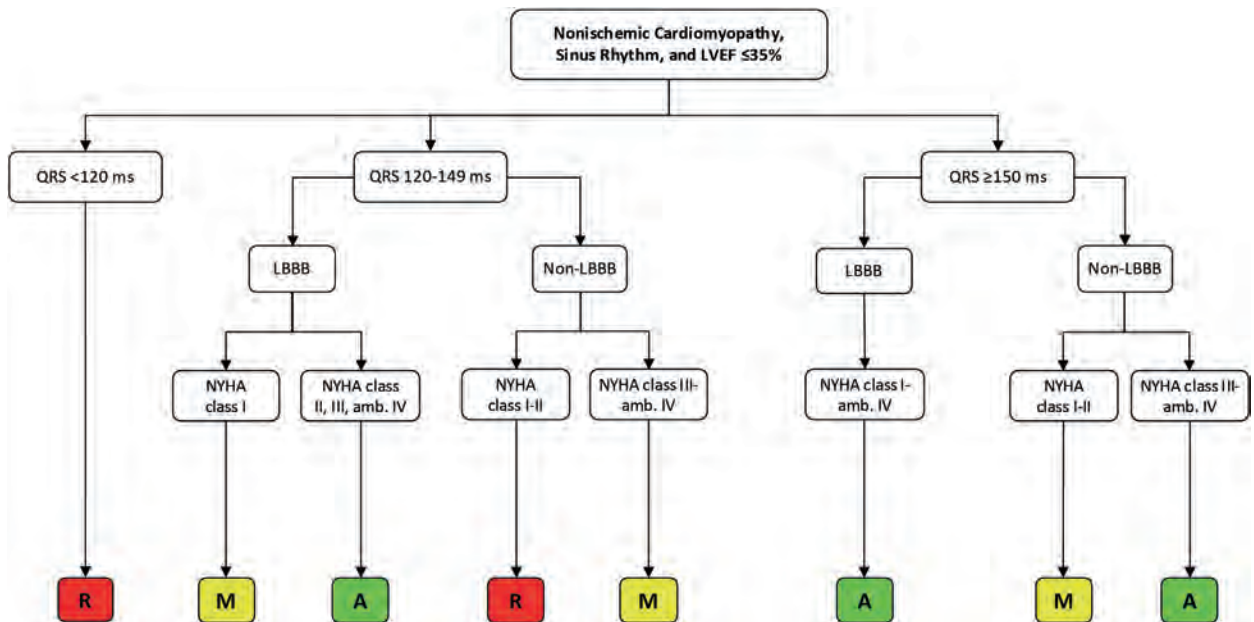 Nonischemic Cardiomyopathy,
Sinus Rhythm, and LVEF ≤35%
QRS <120 ms
QRS 120-149 ms
QRS ≥150 ms
LBBB
Non-LBBB
LBBB
Non-LBBB
NYHA
class I
NYHA class
II, III, amb. IV
NYHA
class I-II
NYHA class III-
amb. IV
NYHA class I-
amb. IV
NYHA
class I-II
NYHA class III-
amb. IV
R
M
A
R
M
A
M
A